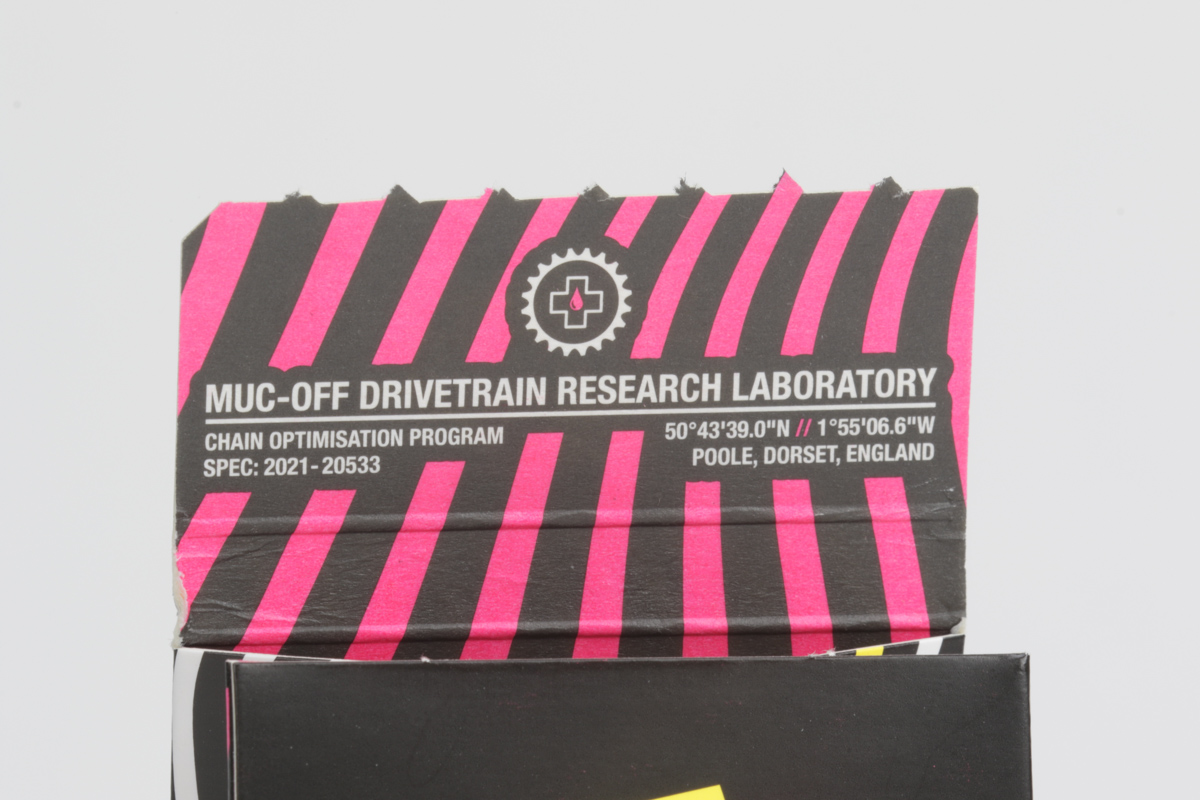 MUC-OFF DRIVETRAIN RESEARCH LABORATORY
CHAIN OPTIMISATION PROGRAM
SPEC: 2021-20533
50°43'39.0"N // 1°55'06.6"W
POOLE, DORSET, ENGLAND